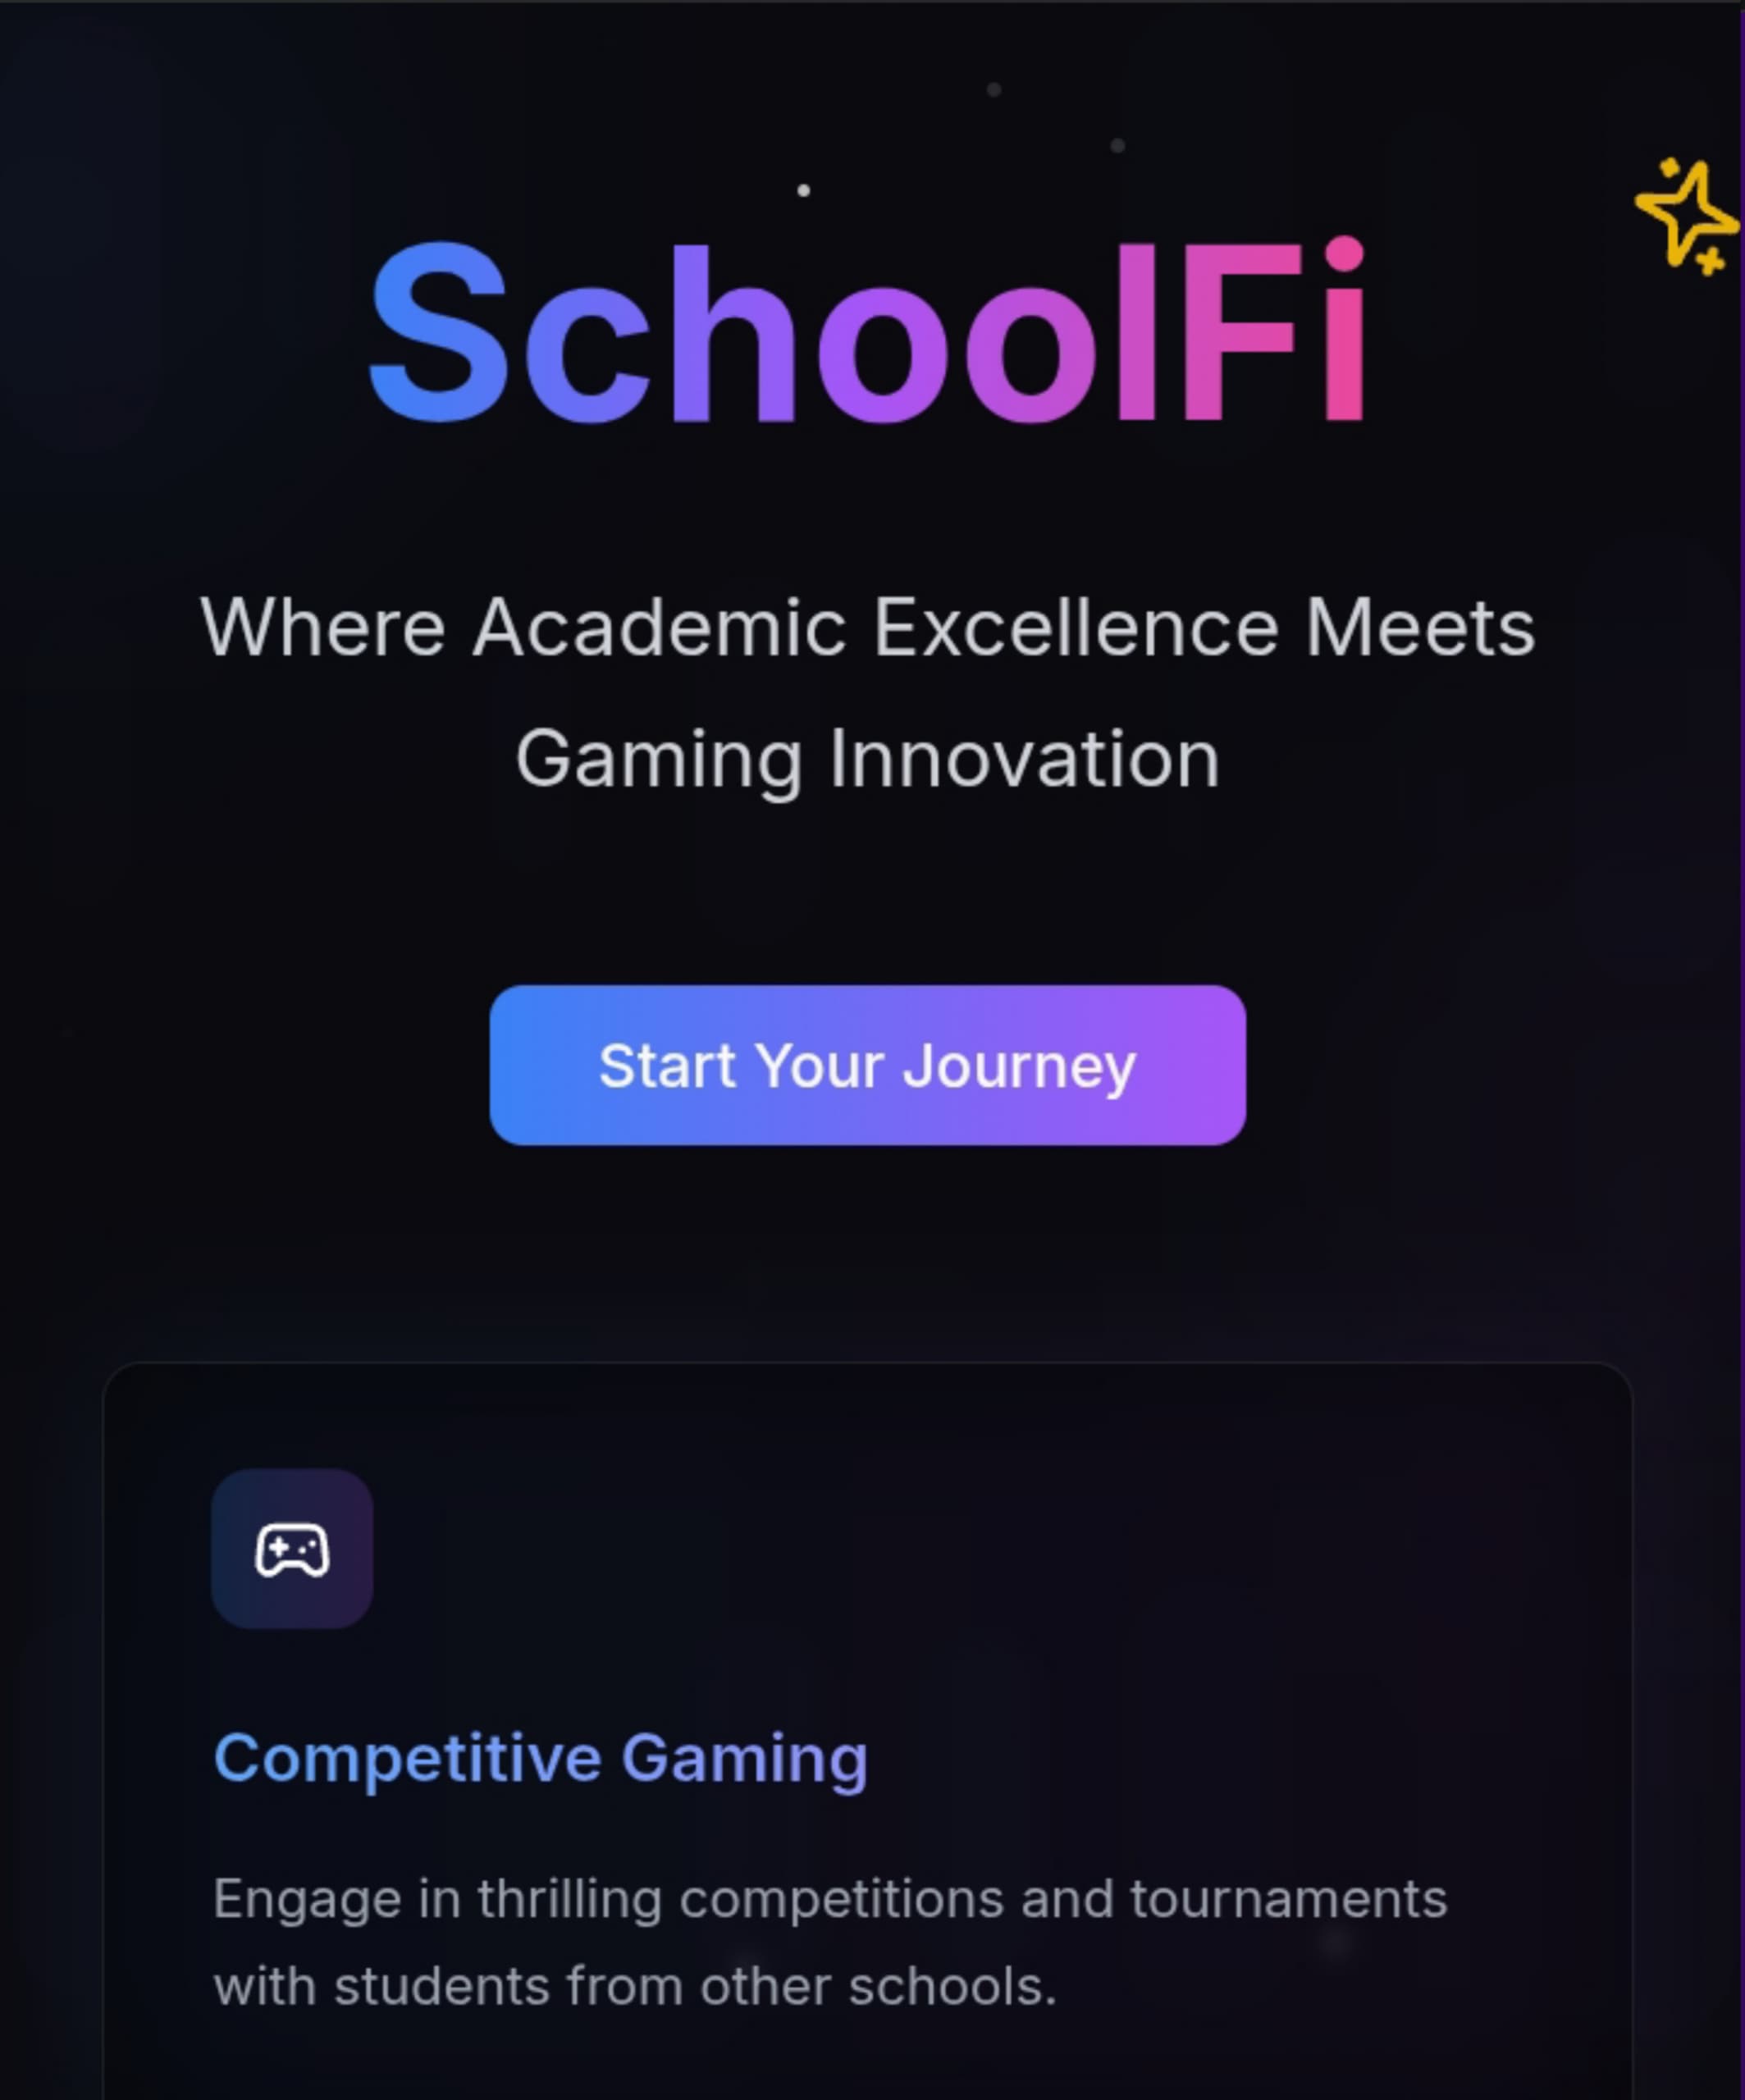 SchoolFi
Where Academic Excellence Meets
Gaming Innovation
Start Your Journey
Competitive Gaming
Engage in thrilling competitions and tournaments
with students from other schools.